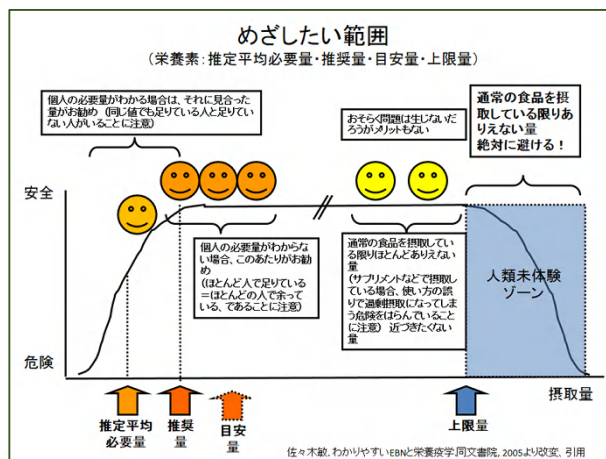 めざしたい範囲
(栄養素:推定平均必要量・推奨量・目安量・上限量)
個人の必要量がわかる場合は、それに見合った
量がお勧め (同じ値でも足りている人と足りてい
ない人がいることに注意)
おそらく問題は生じないだ
ろうがメリットもない
通常の食品を摂
取している限りあ
りえない量
絶対に避ける!
安全
個人の必要量がわからな
い場合、このあたりがお勧
め
(ほとんど人で足りている
=ほとんどの人で余って
いる、であることに注意)
通常の食品を摂取してい
る限りほとんどありえない
量
(サプリメントなどで摂取し
ている場合、使い方の誤
りで過剰摂取になってしま
う危険をはらんでいること
に注意) 近づきたくない
量
人類未体験
ゾーン
危険
摂取量
推定平均
必要量
推奨
量
目安
量
上限量
佐々木敏.わかりやすいEBNと栄養疫学.同文書院, 2005より改変、引用